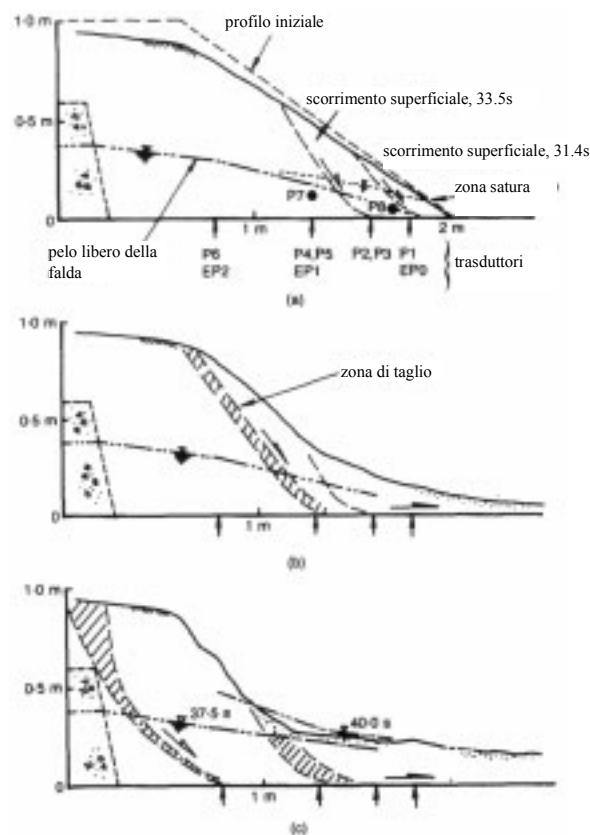 1·0 m
profilo iniziale
scorrimento superficiale, 33.5s
0·5 m
scorrimento superficiale, 31.4s
zona satura
P7
P8
0
1 m
2 m
pelo libero della
falda
P6
EP2
P4, P5
EP1
P2, P3
P1
EP0
trasduttori
(a)
1·0 m
zona di taglio
0·5 m
0
1 m
(b)
1·0 m
0·5 m
37·5 s
40·0 s
0
1 m
(c)